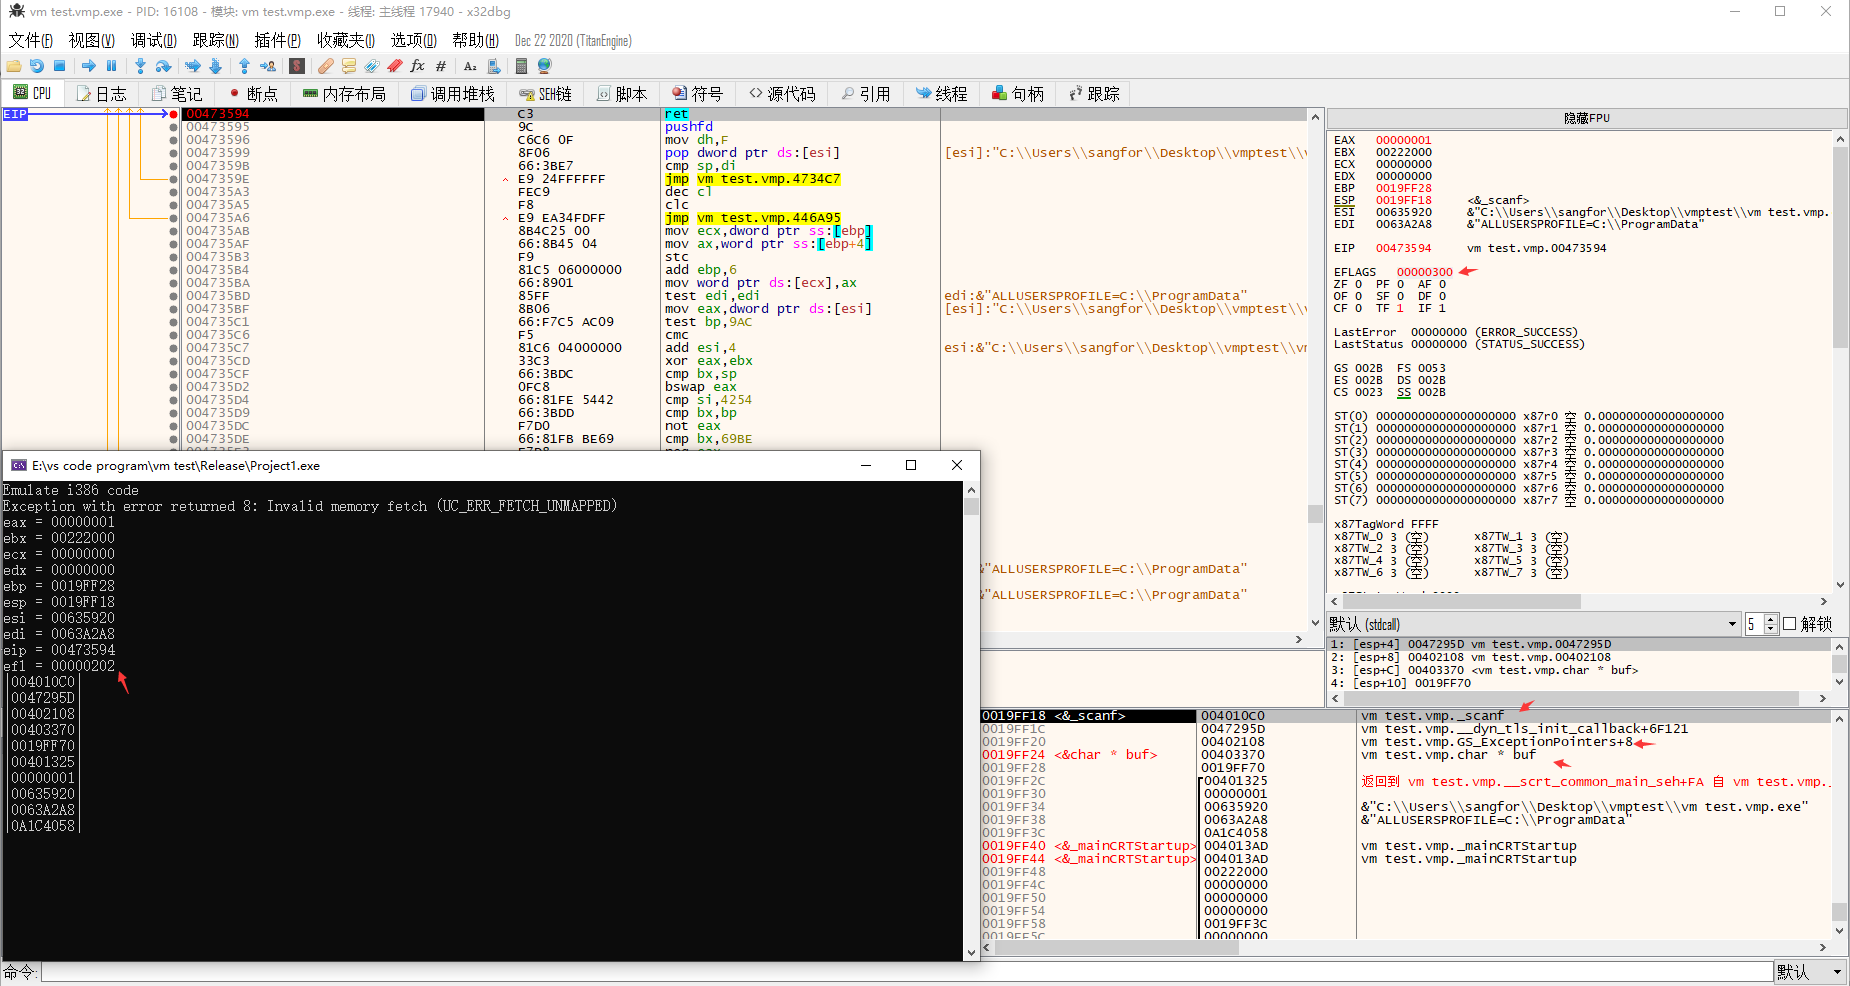 vm test.vmp.exe - PID: 16108 - 模块: vm test.vmp.exe - 线程: 主线程 17940 - x32dbg
文件(F) 视图(V) 调试(D) 跟踪(N) 插件(P) 收藏夹(I) 选项(O) 帮助(H) Dec 22 2020 (TitanEngine)
CPU 日志 笔记 断点 内存布局 调用堆栈 SEH链 脚本 符号 源代码 引用 线程 句柄 跟踪
EIP 00473594 C3 ret
00473595 9C pushfd
00473596 C6C6 0F mov dh,F
00473599 8F06 pop dword ptr ds:[esi] [esi]:"C:\\Users\\sangfor\\Desktop\\vmptest\\
0047359B 66:3BE7 cmp sp,di
0047359E E9 24FFFFFF jmp vm test.vmp.4734C7
004735A3 FEC9 dec cl
004735A5 F8 clc
004735A6 E9 EA34FDFF jmp vm test.vmp.446A95
004735AB 8B4C25 00 mov ecx,dword ptr ss:[ebp]
004735AF 66:8B45 04 mov ax,word ptr ss:[ebp+4]
004735B3 F9 stc
004735B4 81C5 06000000 add ebp,6
004735BA 66:8901 mov word ptr ds:[ecx],ax
004735BD 85FF test edi,edi edi:&"ALLUSERSPROFILE=C:\\ProgramData"
004735BF 8B06 mov eax,dword ptr ds:[esi] [esi]:"C:\\Users\\sangfor\\Desktop\\vmptest\\
004735C1 66:F7C5 AC09 test bp,9AC
004735C6 F5 cmc
004735C7 81C6 04000000 add esi,4 esi:&"C:\\Users\\sangfor\\Desktop\\vmptest\\
004735CD 33C3 xor eax,ebx
004735CF 66:3BDC cmp bx,sp
004735D2 0FC8 bswap eax
004735D4 66:81FE 5442 cmp si,4254
004735D9 66:3BDD cmp bx,bp
004735DC F7D0 not eax
004735DE 66:81FB BE69 cmp bx,69BE
&"ALLUSERSPROFILE=C:\\ProgramData"
&"ALLUSERSPROFILE=C:\\ProgramData"
隐藏FPU
EAX 00000001
EBX 00222000
ECX 00000000
EDX 00000000
EBP 0019FF28
ESP 0019FF18 <&_scanf>
ESI 00635920 &"C:\\Users\\sangfor\\Desktop\\vmptest\\vm test.vmp.
EDI 0063A2A8 &"ALLUSERSPROFILE=C:\\ProgramData"
EIP 00473594 vm test.vmp.00473594
EFLAGS 00000300
ZF 0 PF 0 AF 0
OF 0 SF 0 DF 0
CF 0 TF 1 IF 1
LastError 00000000 (ERROR_SUCCESS)
LastStatus 00000000 (STATUS_SUCCESS)
GS 002B FS 0053
ES 002B DS 002B
CS 0023 SS 002B
ST(0) 00000000000000000000 x87r0 空 0.000000000000000000
ST(1) 00000000000000000000 x87r1 空 0.000000000000000000
ST(2) 00000000000000000000 x87r2 空 0.000000000000000000
ST(3) 00000000000000000000 x87r3 空 0.000000000000000000
ST(4) 00000000000000000000 x87r4 空 0.000000000000000000
ST(5) 00000000000000000000 x87r5 空 0.000000000000000000
ST(6) 00000000000000000000 x87r6 空 0.000000000000000000
ST(7) 00000000000000000000 x87r7 空 0.000000000000000000
x87TagWord FFFF
x87TW_0 3 (空) x87TW_1 3 (空)
x87TW_2 3 (空) x87TW_3 3 (空)
x87TW_4 3 (空) x87TW_5 3 (空)
x87TW_6 3 (空) x87TW_7 3 (空)
默认 (stdcall) 5 解锁
1: [esp+4] 0047295D vm test.vmp.0047295D
2: [esp+8] 00402108 vm test.vmp.00402108
3: [esp+C] 00403370 <vm test.vmp.char * buf>
4: [esp+10] 0019FF70
E:\vs code program\vm test\Release\Project1.exe
Emulate i386 code
Exception with error returned 8: Invalid memory fetch (UC_ERR_FETCH_UNMAPPED)
eax = 00000001
ebx = 00222000
ecx = 00000000
edx = 00000000
ebp = 0019FF28
esp = 0019FF18
esi = 00635920
edi = 0063A2A8
eip = 00473594
efl = 00000202
|004010C0|
|0047295D|
|00402108|
|00403370|
|0019FF70|
|00401325|
|00000001|
|00635920|
|0063A2A8|
|0A1C4058|
0019FF18 <&_scanf> 004010C0 vm test.vmp._scanf
0019FF1C 0047295D vm test.vmp.__dyn_tls_init_callback+6F121
0019FF20 00402108 vm test.vmp.GS_ExceptionPointers+8
0019FF24 <&char * buf> 00403370 vm test.vmp.char * buf
0019FF28 0019FF70
0019FF2C 00401325 返回到 vm test.vmp.__scrt_common_main_seh+FA 自 vm test.vmp.
0019FF30 00000001
0019FF34 00635920 &"C:\\Users\\sangfor\\Desktop\\vmptest\\vm test.vmp.exe"
0019FF38 0063A2A8 &"ALLUSERSPROFILE=C:\\ProgramData"
0019FF3C 0A1C4058
0019FF40 <&_mainCRTStartup> 004013AD vm test.vmp._mainCRTStartup
0019FF44 <&_mainCRTStartup> 004013AD vm test.vmp._mainCRTStartup
0019FF48 00222000
0019FF4C 00000000
0019FF50 00000000
0019FF54 00000000
0019FF58 0019FF3C
0019FF5C 00000000
命令: 默认